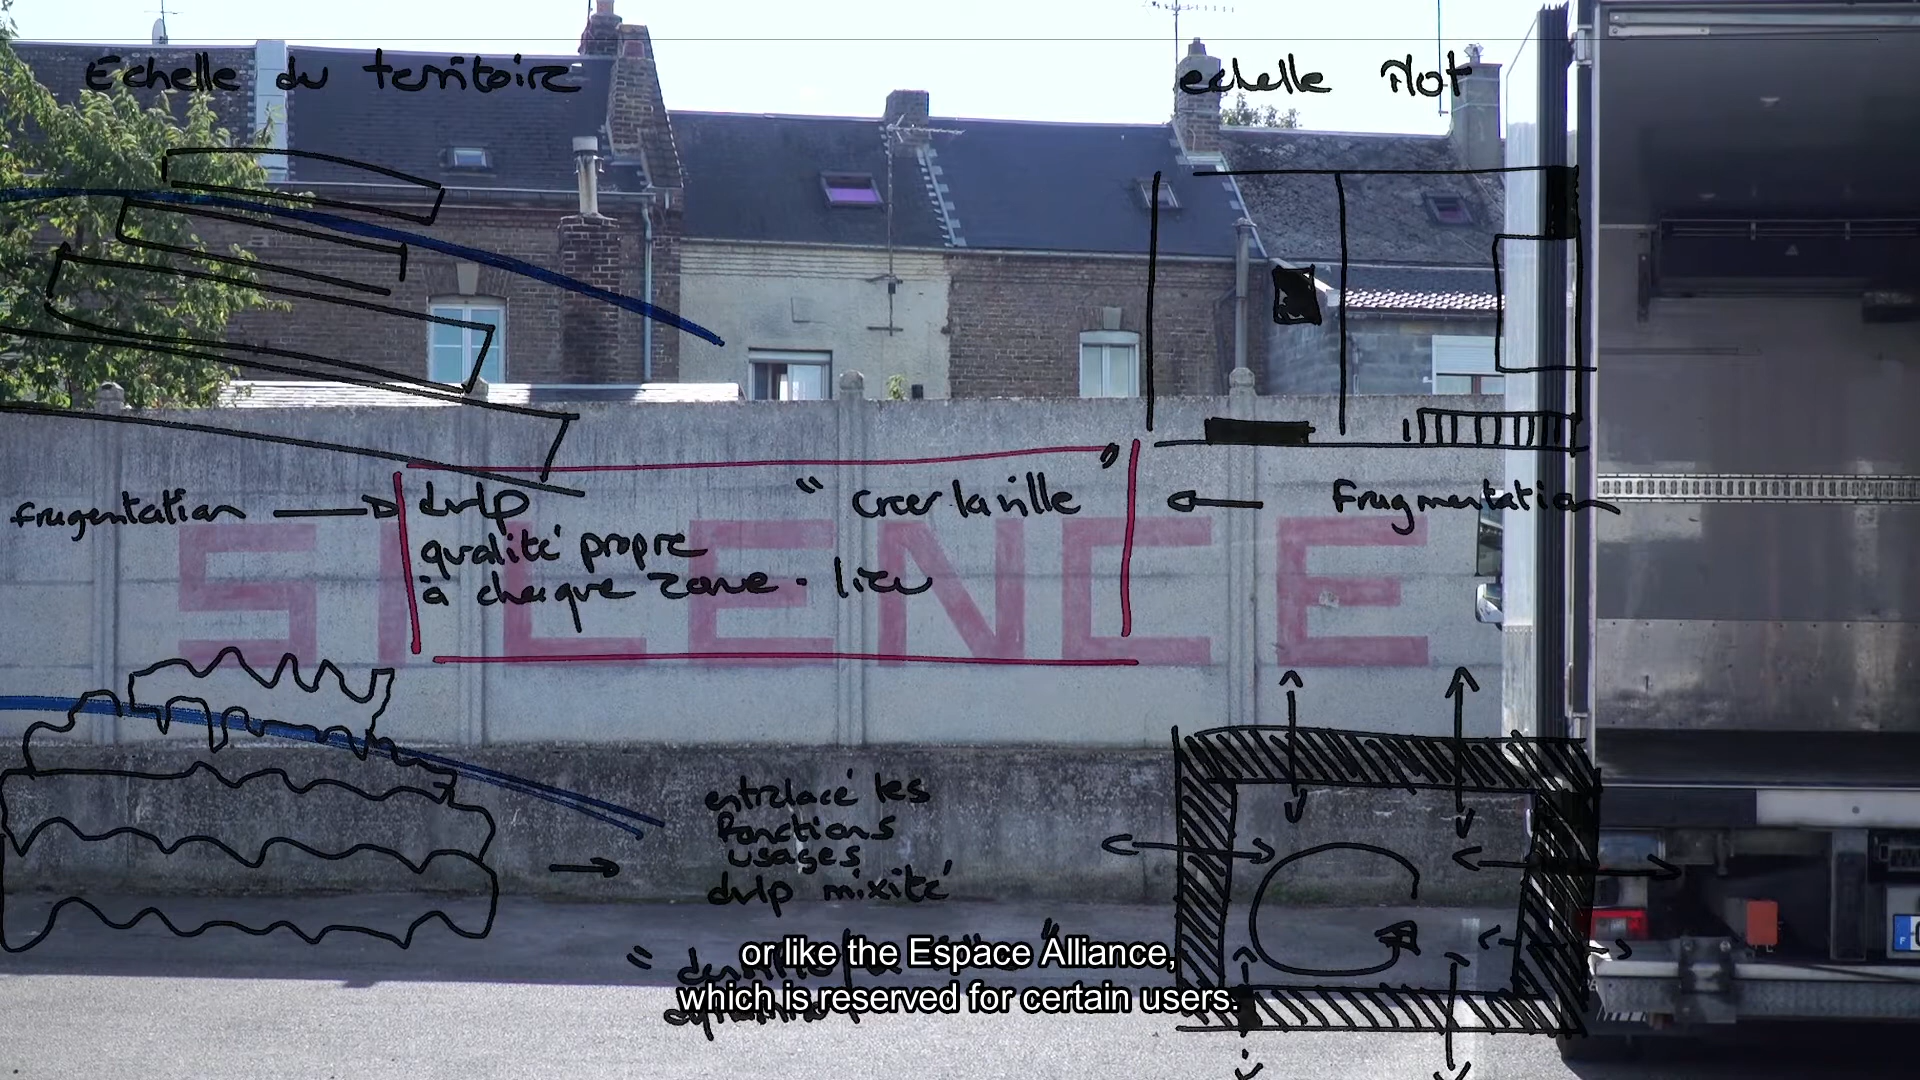 Echelle du territoire
echelle îlot
fragentation
dvlp
qualité propre
à chaque zone. lieu
" Creer la ville "
Fragmentation
SILENCE
entrelacé les
fonctions
usages
dvlp mixité
or like the Espace Alliance,
which is reserved for certain users.
F